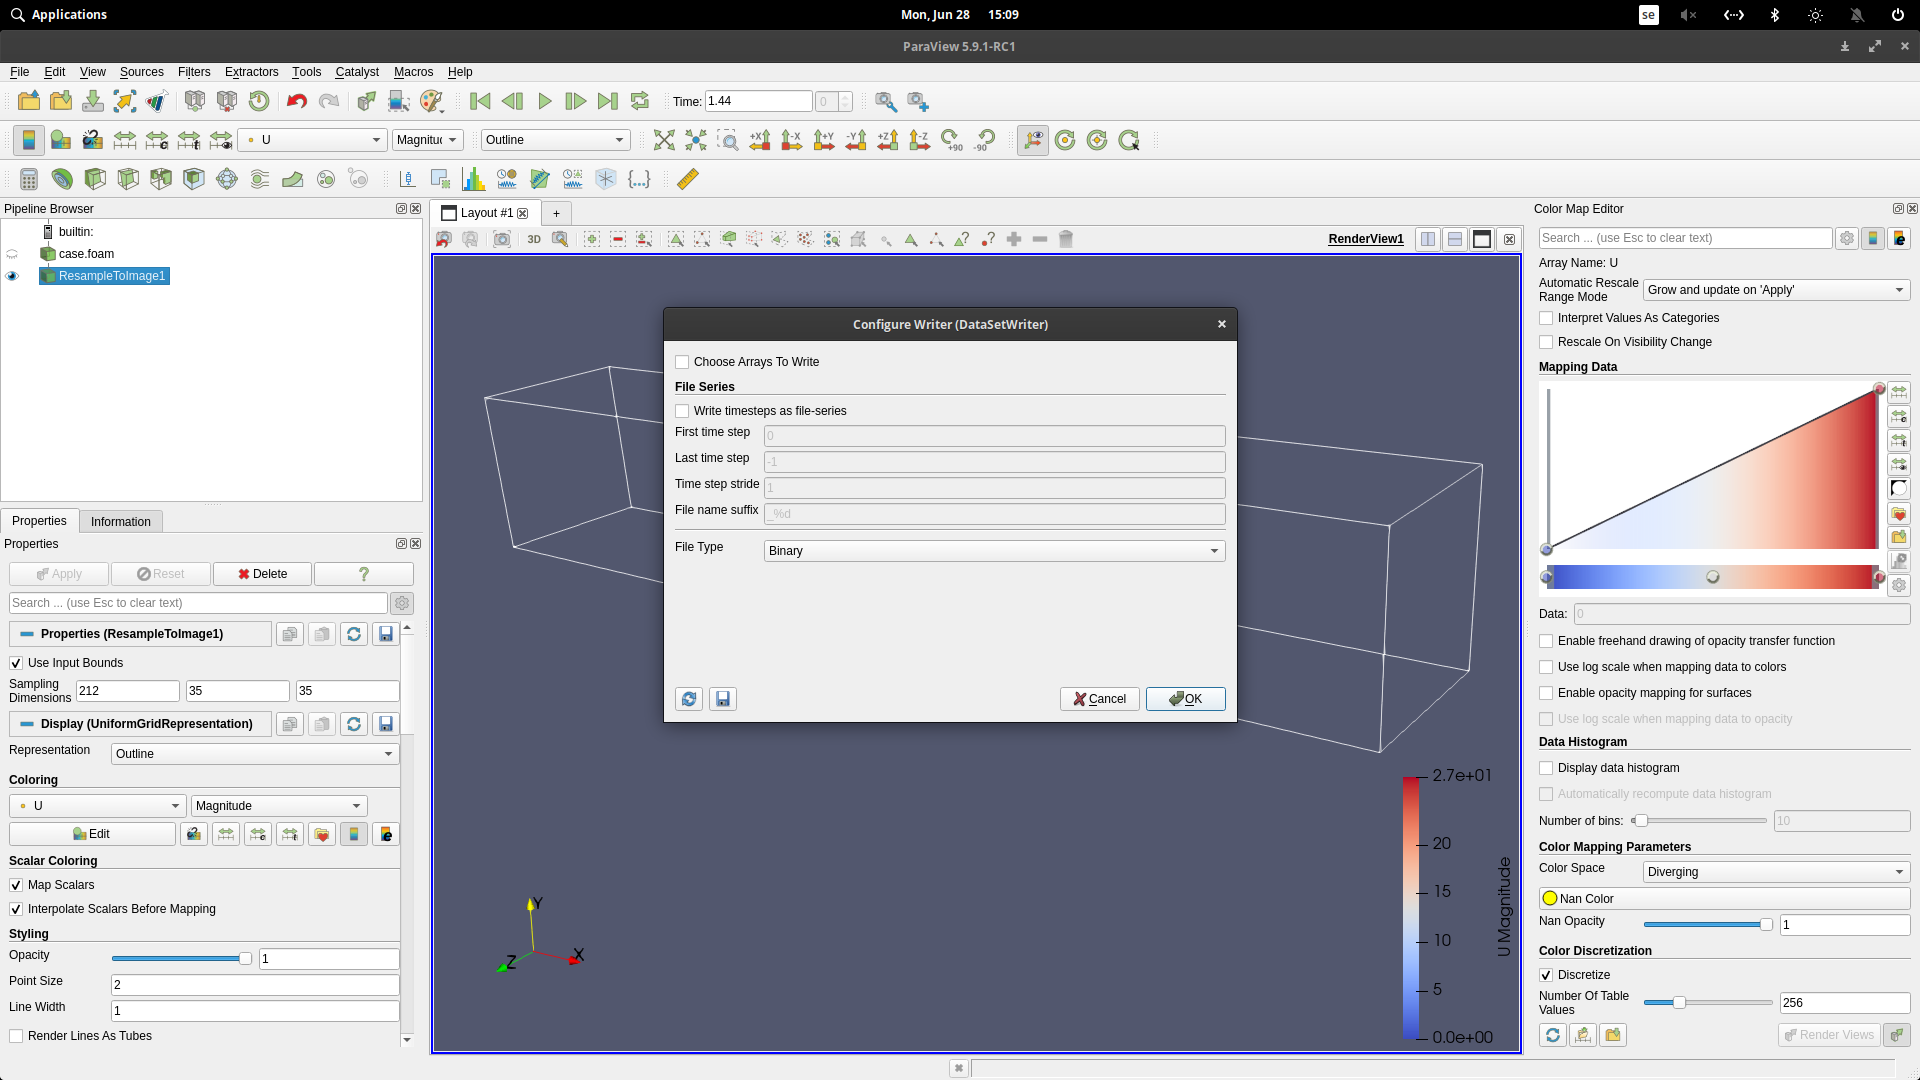 Applications
Mon, Jun 28 15:09
se
ParaView 5.9.1-RC1
File Edit View Sources Filters Extractors Tools Catalyst Macros Help
Time: 1.44 0
U Magnitu Outline
+X -X +Y -Y +Z -Z +90 -90
Pipeline Browser
builtin:
case.foam
ResampleToImage1
Properties Information
Properties
Apply Reset Delete ?
Search ... (use Esc to clear text)
Properties (ResampleToImage1)
Use Input Bounds
Sampling Dimensions 212 35 35
Display (UniformGridRepresentation)
Representation Outline
Coloring
U Magnitude
Edit
Scalar Coloring
Map Scalars
Interpolate Scalars Before Mapping
Styling
Opacity 1
Point Size 2
Line Width 1
Render Lines As Tubes
Layout #1 +
3D
RenderView1
Configure Writer (DataSetWriter)
Choose Arrays To Write
File Series
Write timesteps as file-series
First time step 0
Last time step -1
Time step stride 1
File name suffix _%d
File Type Binary
Cancel OK
Y
X
Z
2.7e+01
20
15
10
5
0.0e+00
U Magnitude
Color Map Editor
Search ... (use Esc to clear text)
Array Name: U
Automatic Rescale Range Mode Grow and update on 'Apply'
Interpret Values As Categories
Rescale On Visibility Change
Mapping Data
Data: 0
Enable freehand drawing of opacity transfer function
Use log scale when mapping data to colors
Enable opacity mapping for surfaces
Use log scale when mapping data to opacity
Data Histogram
Display data histogram
Automatically recompute data histogram
Number of bins: 10
Color Mapping Parameters
Color Space Diverging
Nan Color
Nan Opacity 1
Color Discretization
Discretize
Number Of Table Values 256
Render Views